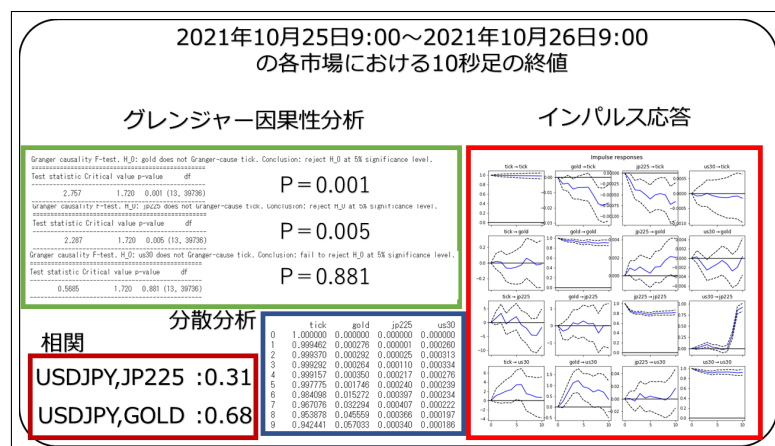 2021年10月25日9:00～2021年10月26日9:00
の各市場における10秒足の終値
グレンジャー因果性分析
Granger causality F-test. H_0: gold does not Granger-cause tick. Conclusion: reject H_0 at 5% significance level.
Test statistic Critical value p-value df
2.757 1.720 0.001 (13, 39736)
P＝0.001
Granger causality F-test. H_0: jp225 does not Granger-cause tick. Conclusion: reject H_0 at 5% significance level.
Test statistic Critical value p-value df
2.287 1.720 0.005 (13, 39736)
P＝0.005
Granger causality F-test. H_0: us30 does not Granger-cause tick. Conclusion: fail to reject H_0 at 5% significance level.
Test statistic Critical value p-value df
0.5685 1.720 0.881 (13, 39736)
P＝0.881
相関
USDJPY,JP225 :0.31
USDJPY,GOLD :0.68
分散分析
tick gold jp225 us30
0 1.000000 0.000000 0.000000 0.000000
1 0.999462 0.000276 0.000001 0.000260
2 0.999370 0.000292 0.000025 0.000313
3 0.999292 0.000264 0.000110 0.000334
4 0.999157 0.000350 0.000217 0.000276
5 0.997775 0.001746 0.000240 0.000239
6 0.984098 0.015272 0.000397 0.000234
7 0.967076 0.032294 0.000407 0.000222
8 0.953878 0.045559 0.000366 0.000197
9 0.942441 0.057033 0.000340 0.000186
インパルス応答
Impulse responses
tick→tick gold→tick jp225→tick us30→tick
tick→gold gold→gold jp225→gold us30→gold
tick→jp225 gold→jp225 jp225→jp225 us30→jp225
tick→us30 gold→us30 jp225→us30 us30→us30